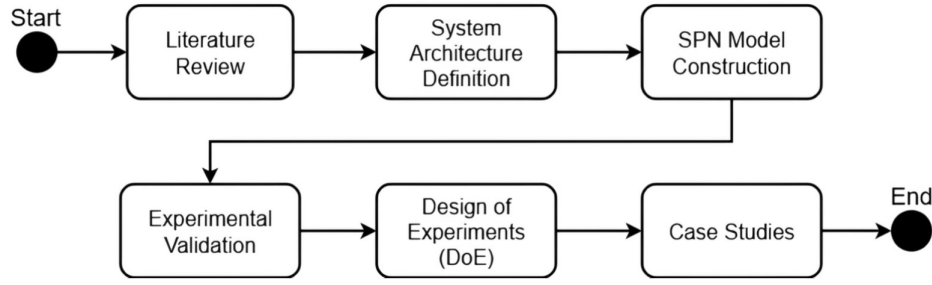 Start
Literature
Review
System
Architecture
Definition
SPN Model
Construction
Experimental
Validation
Design of
Experiments
(DoE)
Case Studies
End